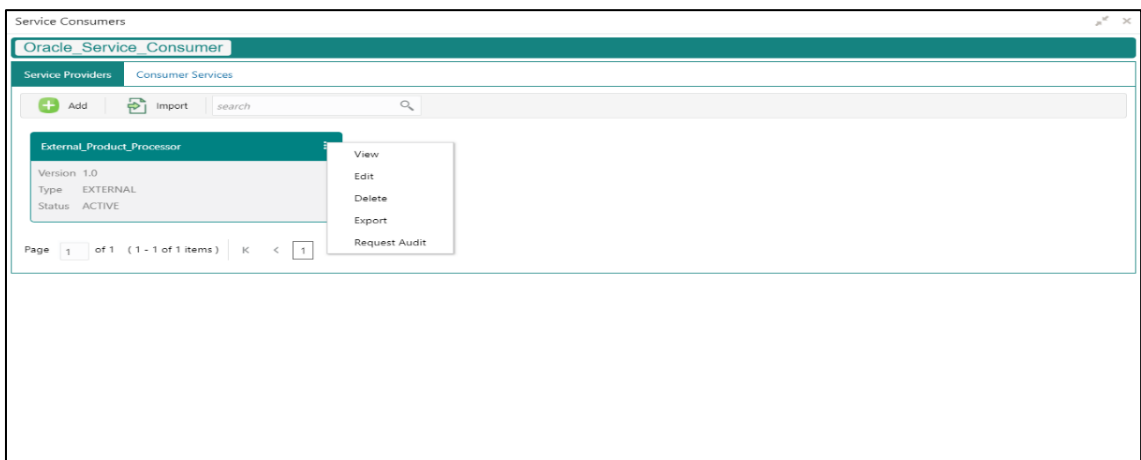 Service Consumers
Oracle_Service_Consumer
Service Providers Consumer Services
Add Import search
External_Product_Processor
Version 1.0
Type EXTERNAL
Status ACTIVE
View
Edit
Delete
Export
Request Audit
Page 1 of 1 ( 1 - 1 of 1 items ) K < 1